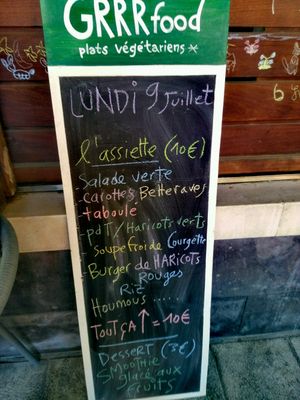 GRRRfood
plats végétariens
LUNDI 9 Juillet
l'assiette (10€)
- Salade verte
- carottes Betteraves
- taboulé
- pdT / Haricots verts
- soupe froide Courgette
- Burger de HARICOTS
Rouges
Riz
Houmous .....
TOUT ÇA ↑ = 10€
DESSERT (3€)
SMOOTHIE
glacé aux
fruits